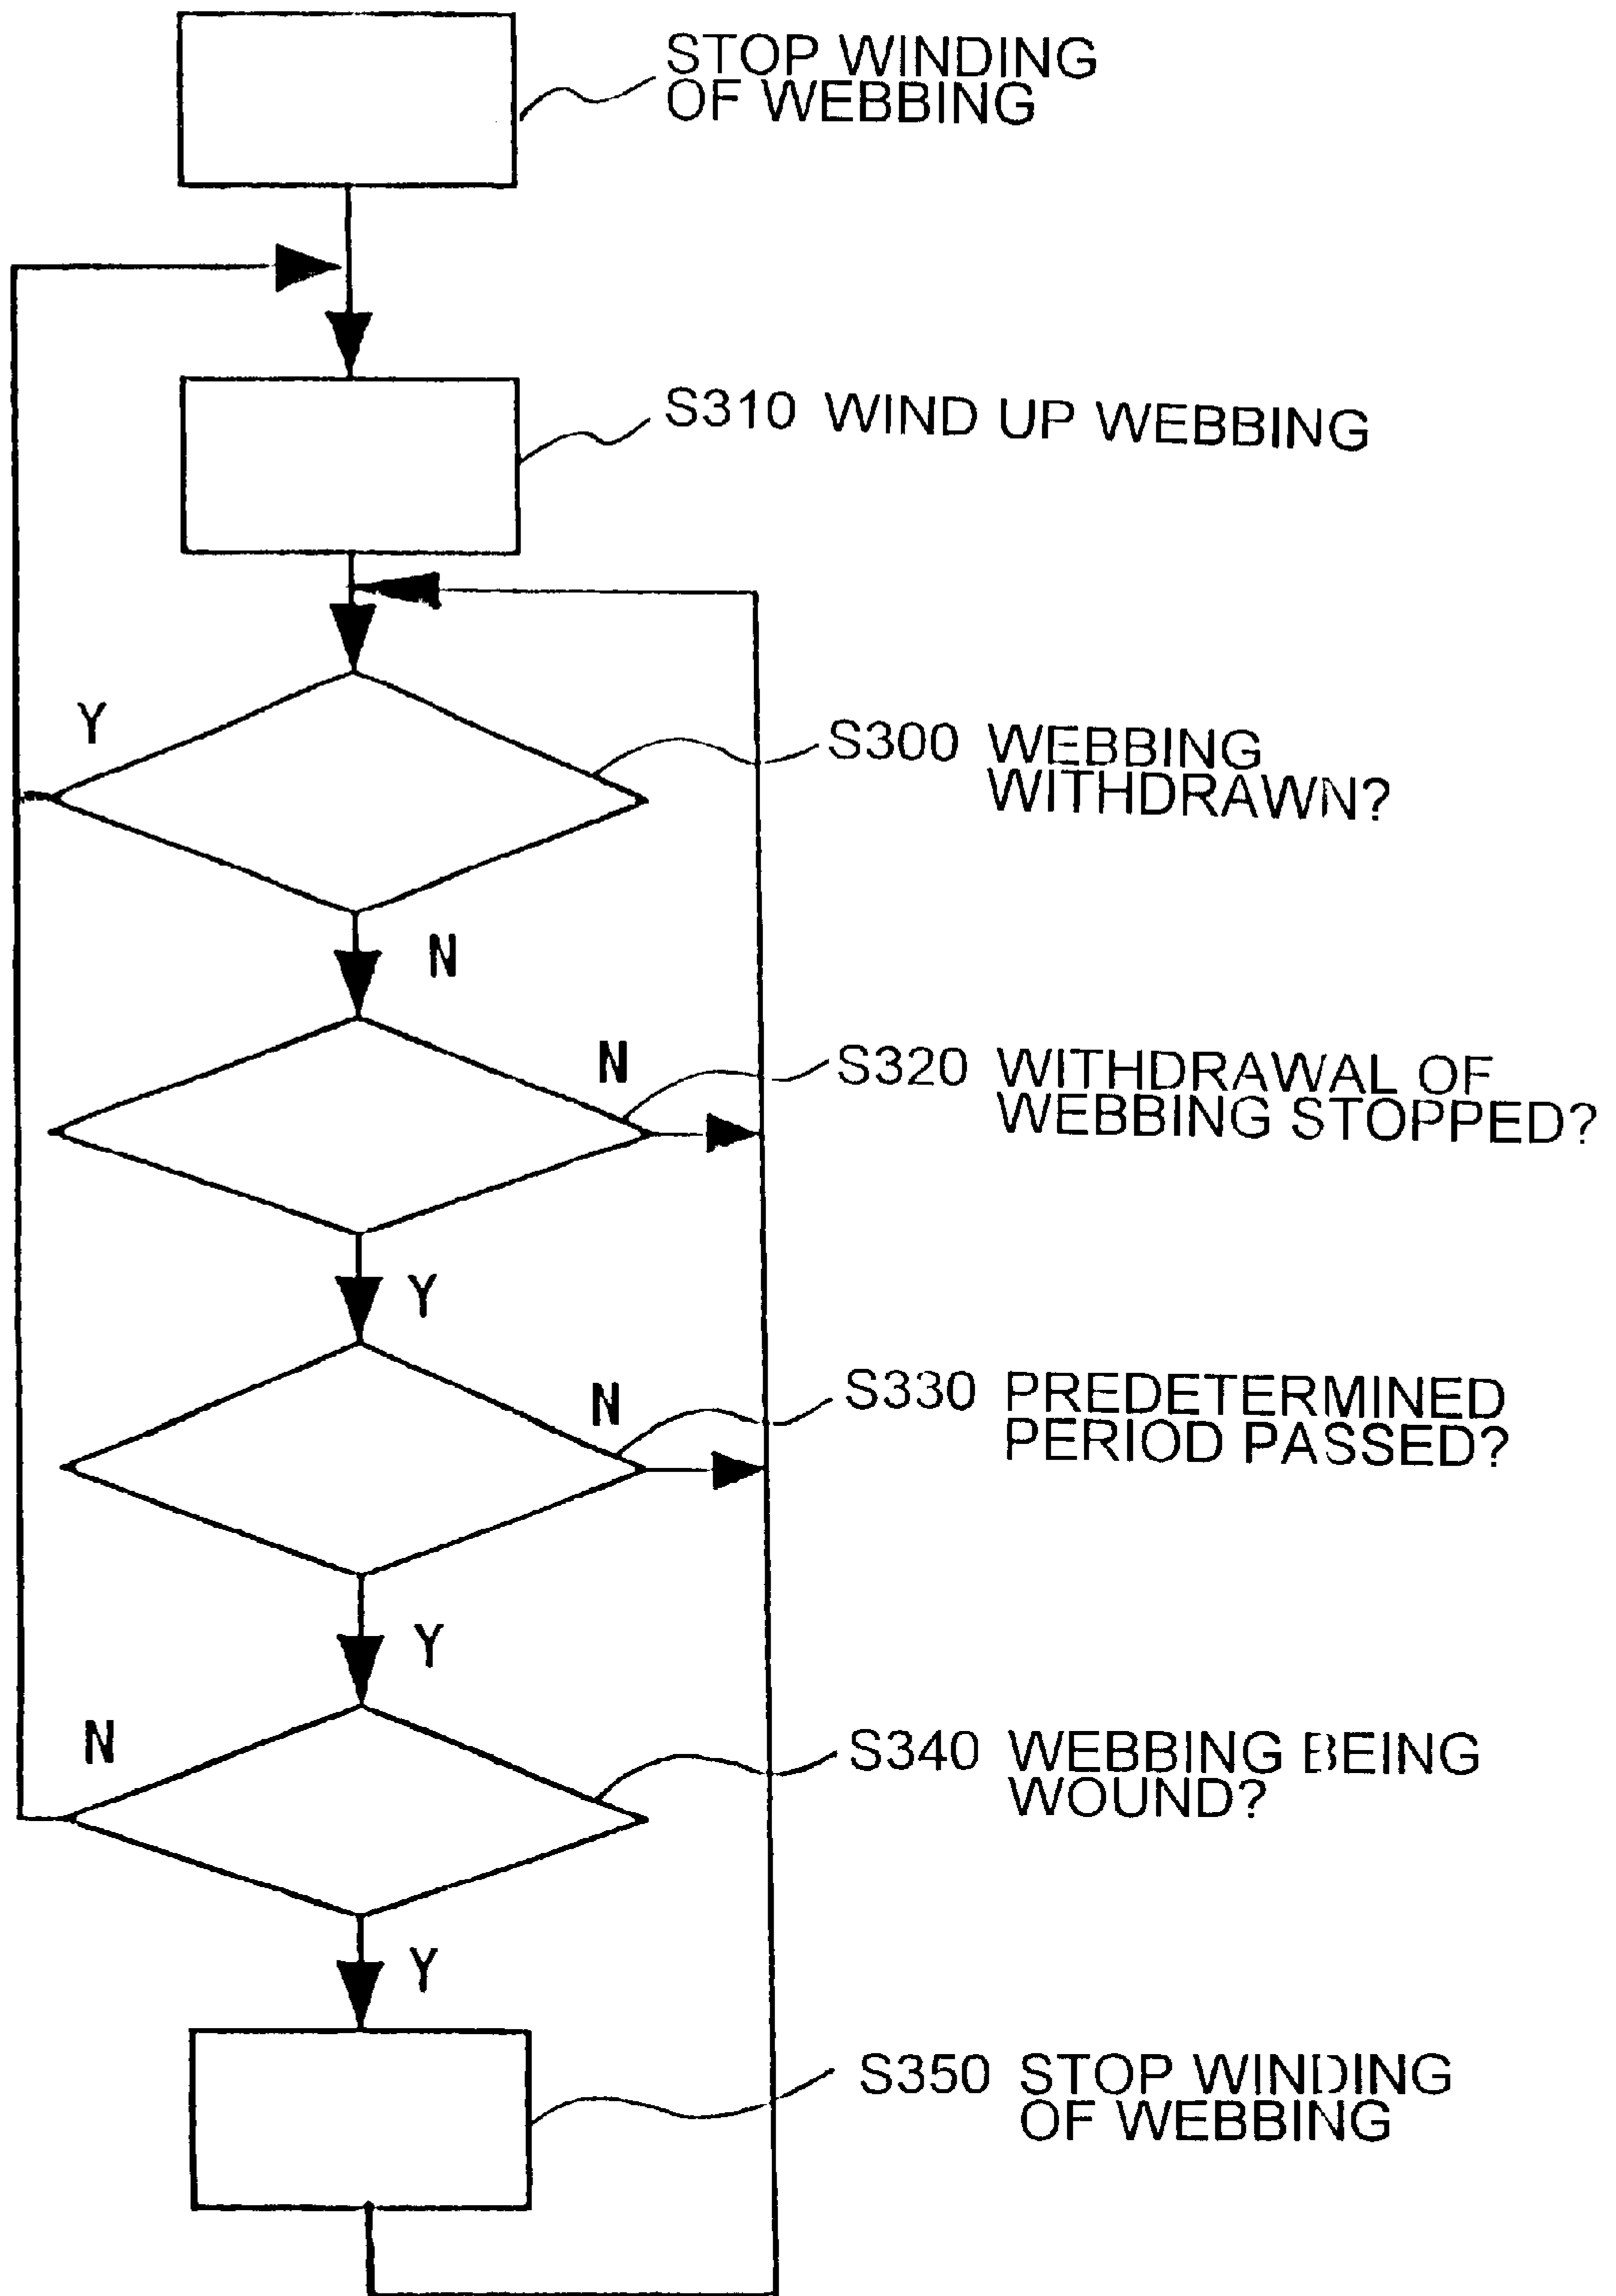 STOP WINDING
OF WEBBING
S310 WIND UP WEBBING
Y
S300 WEBBING
WITHDRAWN?
N
N
S320 WITHDRAWAL OF
WEBBING STOPPED?
Y
N
S330 PREDETERMINED
PERIOD PASSED?
Y
N
S340 WEBBING BEING
WOUND?
Y
S350 STOP WINDING
OF WEBBING